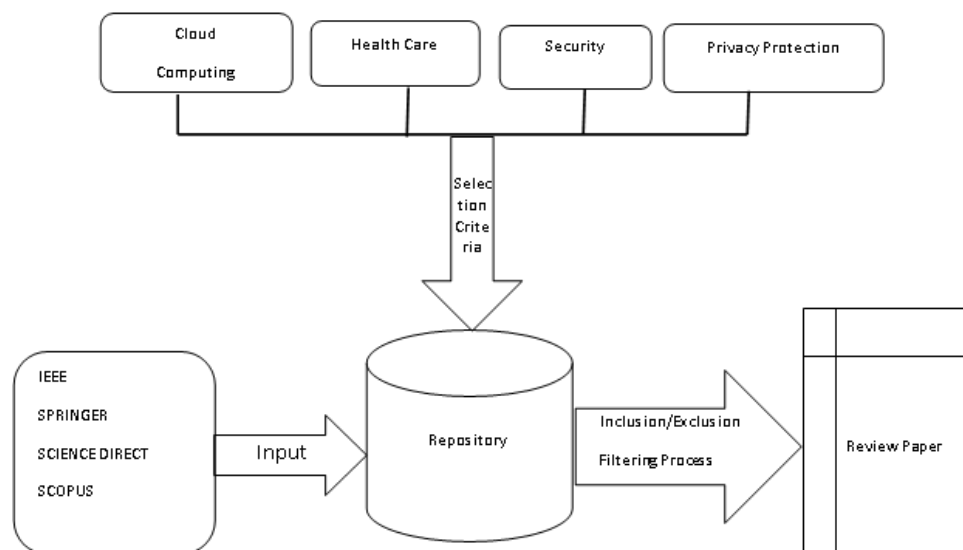 Cloud
Computing
Health Care
Security
Privacy Protection
Selec
tion
Crite
ria
IEEE
SPRINGER
SCIENCE DIRECT
SCOPUS
Input
Repository
Inclusion/Exclusion
Filtering Process
Review Paper